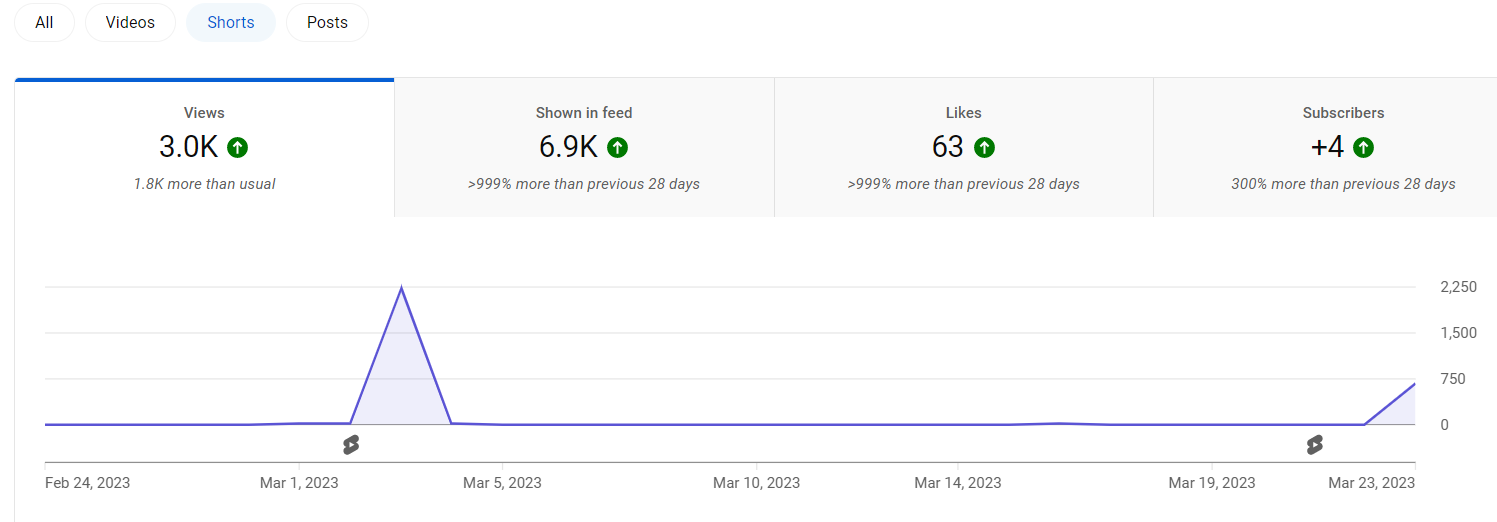 All Videos Shorts Posts
Views Shown in feed Likes Subscribers
3.0K 6.9K 63 +4
1.8K more than usual >999% more than previous 28 days >999% more than previous 28 days 300% more than previous 28 days
2,250
1,500
750
0
Feb 24, 2023 Mar 1, 2023 Mar 5, 2023 Mar 10, 2023 Mar 14, 2023 Mar 19, 2023 Mar 23, 2023